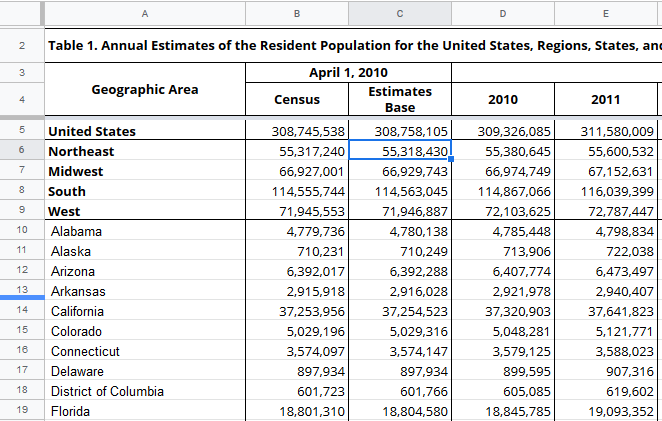 A B C D E
2 Table 1. Annual Estimates of the Resident Population for the United States, Regions, States, and
3 April 1, 2010
Geographic Area
4 Census Estimates Base 2010 2011
5 United States 308,745,538 308,758,105 309,326,085 311,580,009
6 Northeast 55,317,240 55,318,430 55,380,645 55,600,532
7 Midwest 66,927,001 66,929,743 66,974,749 67,152,631
8 South 114,555,744 114,563,045 114,867,066 116,039,399
9 West 71,945,553 71,946,887 72,103,625 72,787,447
10 Alabama 4,779,736 4,780,138 4,785,448 4,798,834
11 Alaska 710,231 710,249 713,906 722,038
12 Arizona 6,392,017 6,392,288 6,407,774 6,473,497
13 Arkansas 2,915,918 2,916,028 2,921,978 2,940,407
14 California 37,253,956 37,254,523 37,320,903 37,641,823
15 Colorado 5,029,196 5,029,316 5,048,281 5,121,771
16 Connecticut 3,574,097 3,574,147 3,579,125 3,588,023
17 Delaware 897,934 897,934 899,595 907,316
18 District of Columbia 601,723 601,766 605,085 619,602
19 Florida 18,801,310 18,804,580 18,845,785 19,093,352